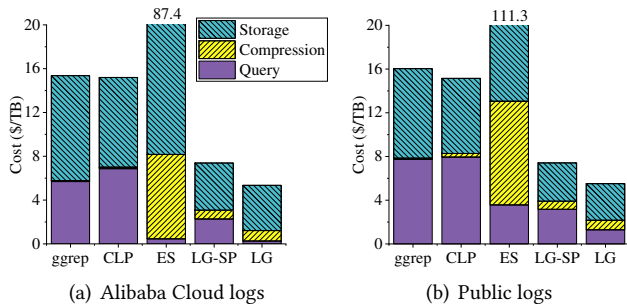 87.4
20
16
12
8
4
0
Cost ($/TB)
Storage
Compression
Query
ggrep CLP ES LG-SP LG
(a) Alibaba Cloud logs
111.3
20
16
12
8
4
0
Cost ($/TB)
ggrep CLP ES LG-SP LG
(b) Public logs